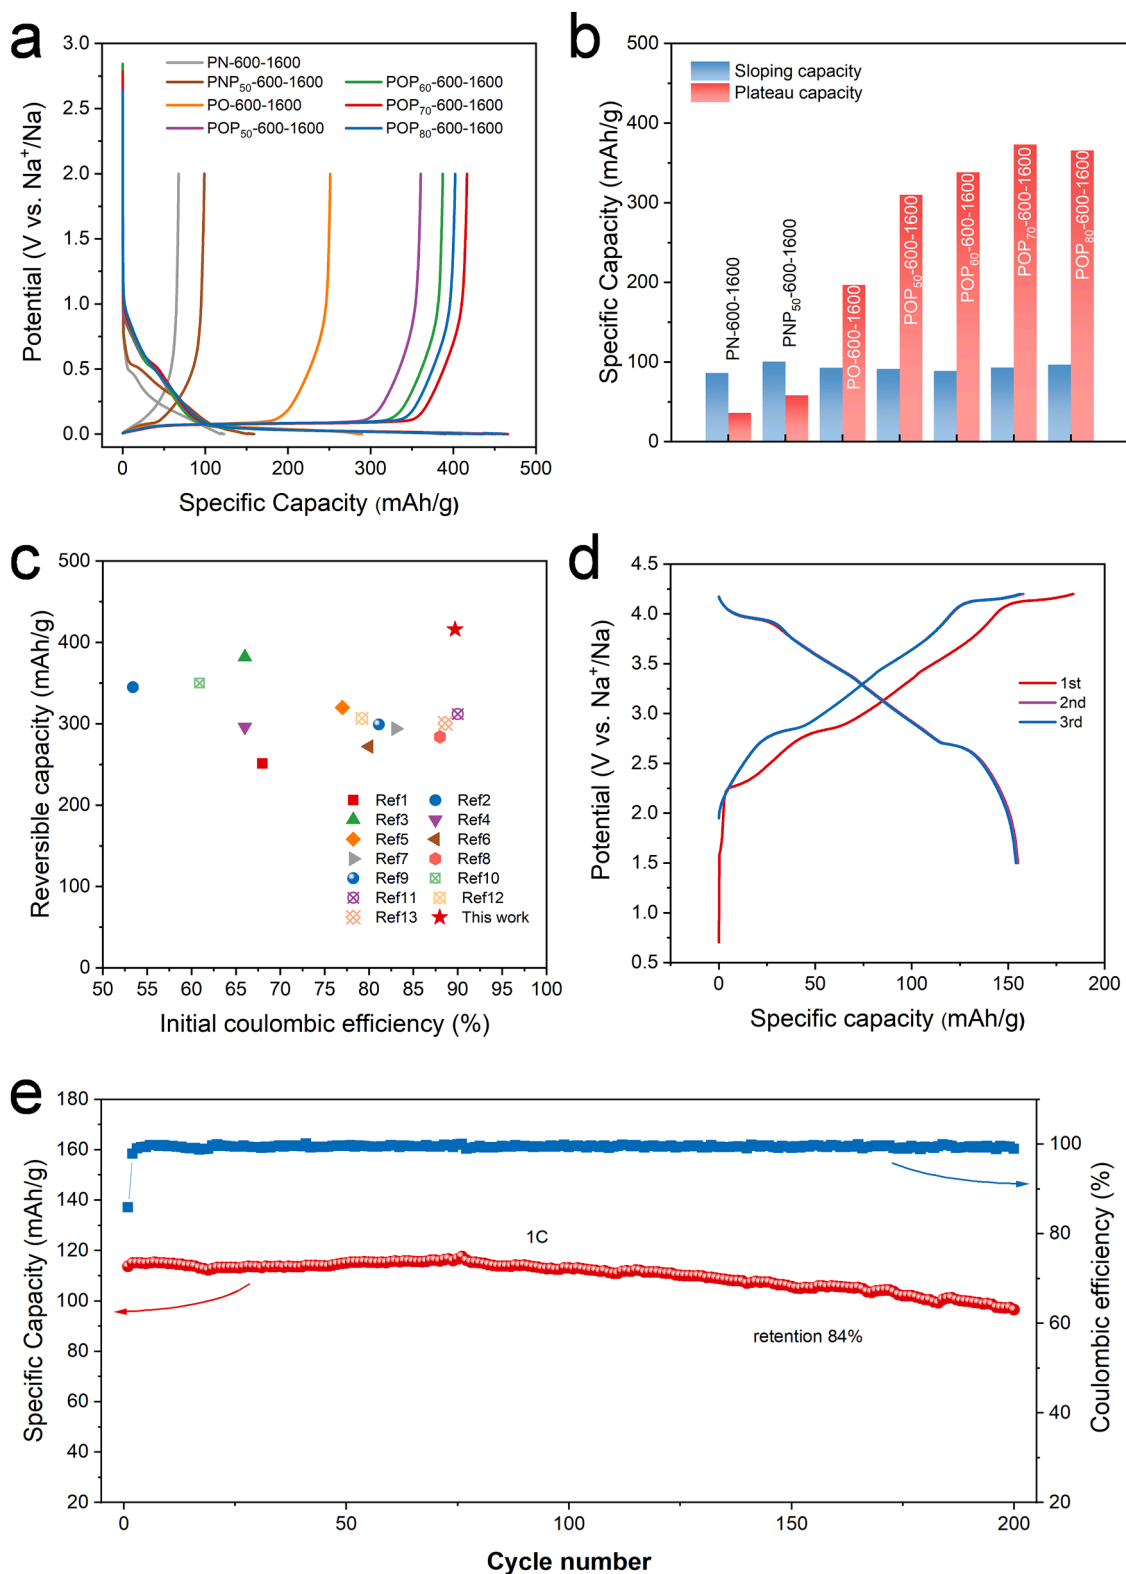 a
3.0
2.5
2.0
1.5
1.0
0.5
0.0
Potential (V vs. Na⁺/Na)
PN-600-1600
PNP₅₀-600-1600
PO-600-1600
POP₅₀-600-1600
POP₆₀-600-1600
POP₇₀-600-1600
POP₈₀-600-1600
0 100 200 300 400 500
Specific Capacity (mAh/g)
b
500
400
300
200
100
0
Specific Capacity (mAh/g)
Sloping capacity
Plateau capacity
PN-600-1600
PNP₅₀-600-1600
PO-600-1600
POP₅₀-600-1600
POP₆₀-600-1600
POP₇₀-600-1600
POP₈₀-600-1600
c
500
400
300
200
100
0
Reversible capacity (mAh/g)
Ref1 Ref2
Ref3 Ref4
Ref5 Ref6
Ref7 Ref8
Ref9 Ref10
Ref11 Ref12
Ref13 This work
50 55 60 65 70 75 80 85 90 95 100
Initial coulombic efficiency (%)
d
4.5
4.0
3.5
3.0
2.5
2.0
1.5
1.0
0.5
Potential (V vs. Na⁺/Na)
1st
2nd
3rd
0 50 100 150 200
Specific capacity (mAh/g)
e
180
160
140
120
100
80
60
40
20
Specific Capacity (mAh/g)
1C
retention 84%
100
80
60
40
20
Coulombic efficiency (%)
0 50 100 150 200
Cycle number